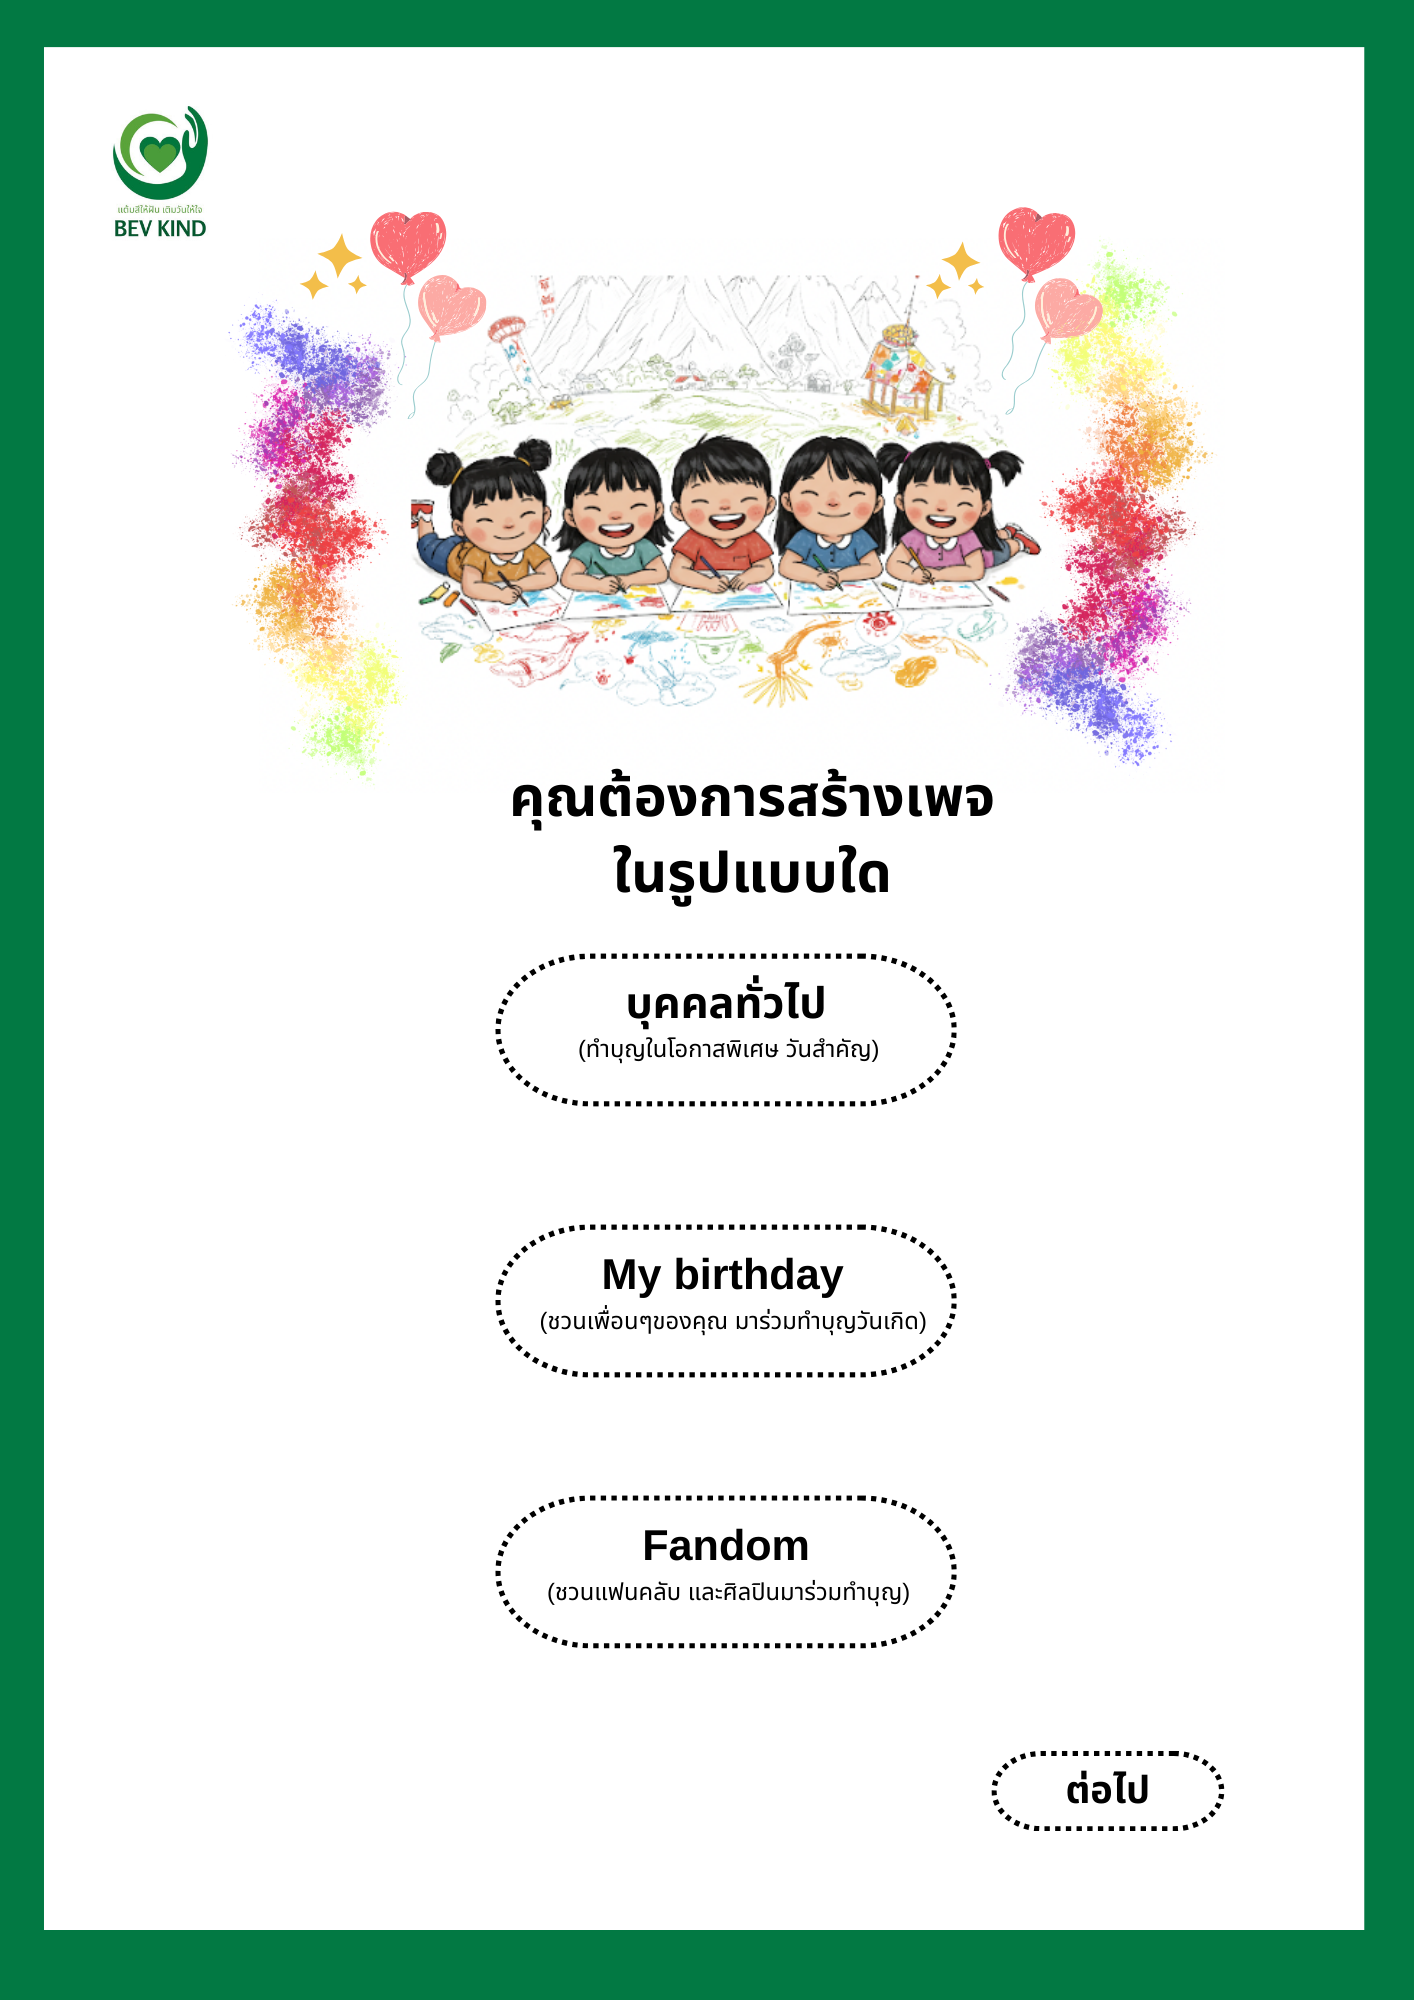 แต้มสีให้ฝัน เติมวันให้ใจ
BEV KIND
คุณต้องการสร้างเพจ
ในรูปแบบใด
บุคคลทั่วไป
(ทำบุญในโอกาสพิเศษ วันสำคัญ)
My birthday
(ชวนเพื่อนๆของคุณ มาร่วมทำบุญวันเกิด)
Fandom
(ชวนแฟนคลับ และศิลปินมาร่วมทำบุญ)
ต่อไป